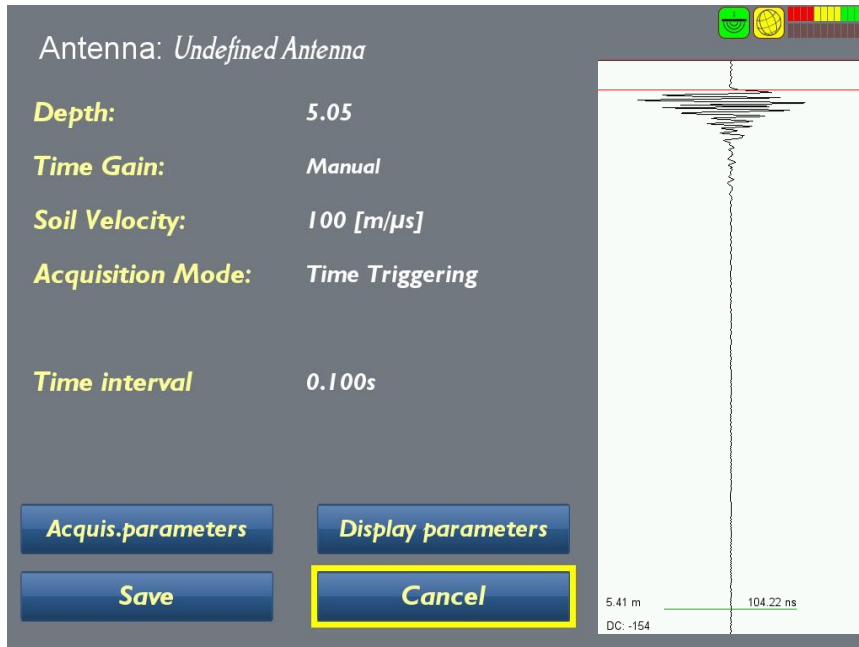 Antenna: Undefined Antenna
Depth: 5.05
Time Gain: Manual
Soil Velocity: 100 [m/µs]
Acquisition Mode: Time Triggering
Time interval 0.100s
Acquis.parameters Display parameters
Save Cancel
5.41 m 104.22 ns
DC: -154